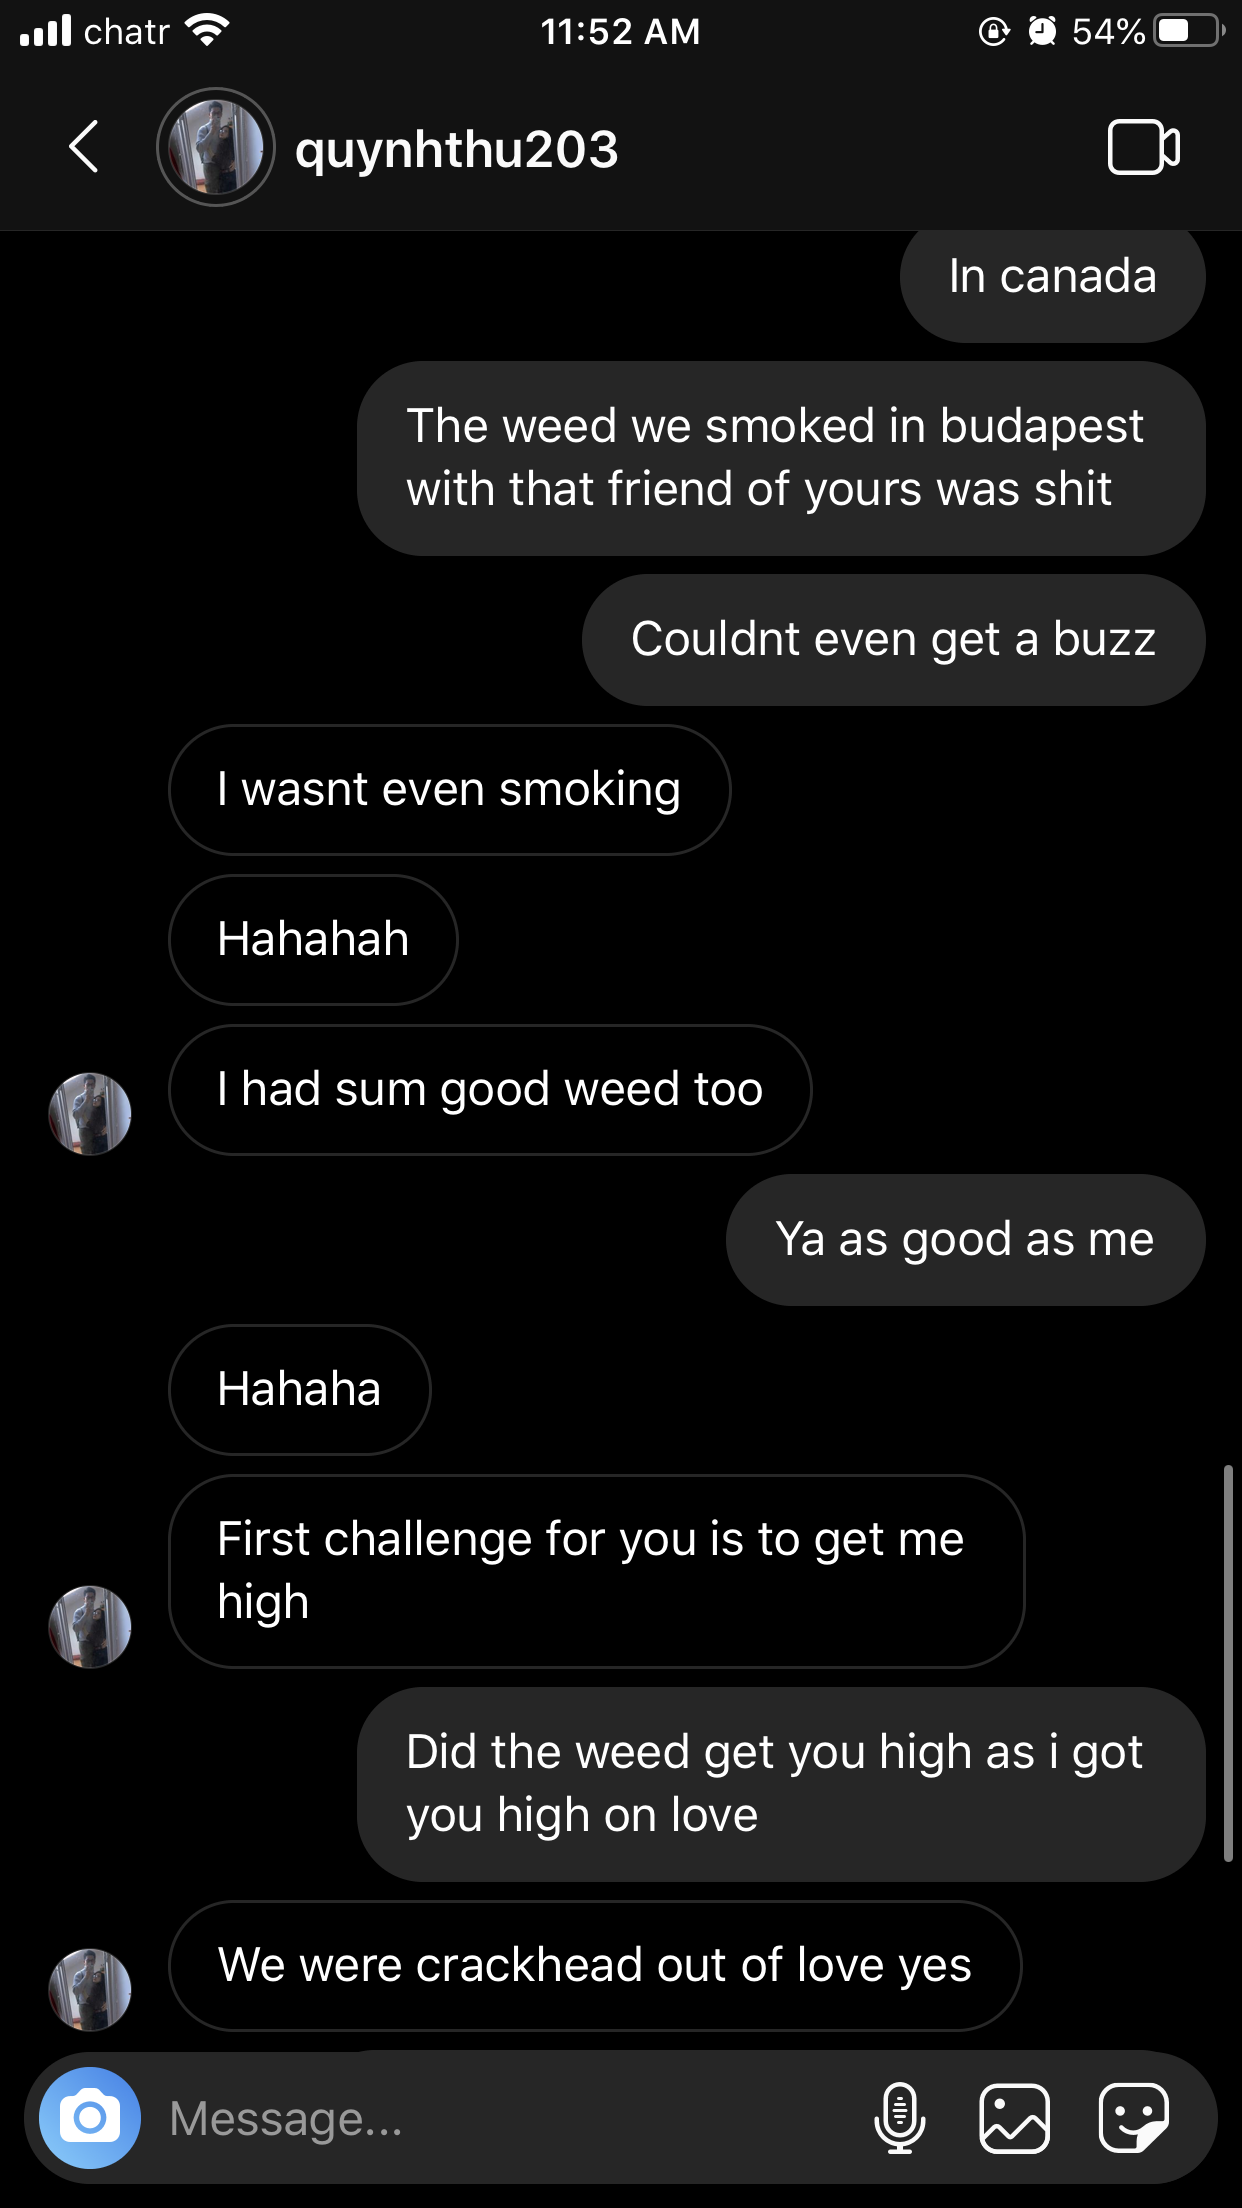 chatr 11:52 AM 54%
quynhthu203
In canada
The weed we smoked in budapest
with that friend of yours was shit
Couldnt even get a buzz
I wasnt even smoking
Hahahah
I had sum good weed too
Ya as good as me
Hahaha
First challenge for you is to get me
high
Did the weed get you high as i got
you high on love
We were crackhead out of love yes
Message...